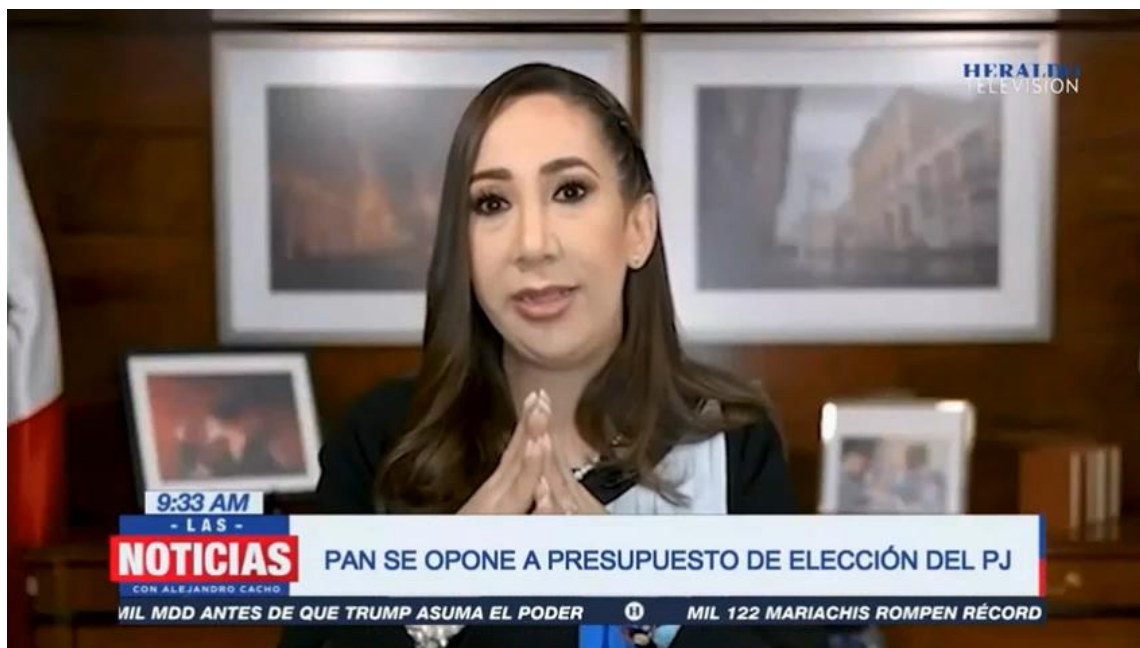 HERALDO
TELEVISION
9:33 AM
- LAS -
NOTICIAS
CON ALEJANDRO CACHO
PAN SE OPONE A PRESUPUESTO DE ELECCIÓN DEL PJ
MIL MDD ANTES DE QUE TRUMP ASUMA EL PODER
MIL 122 MARIACHIS ROMPEN RÉCORD